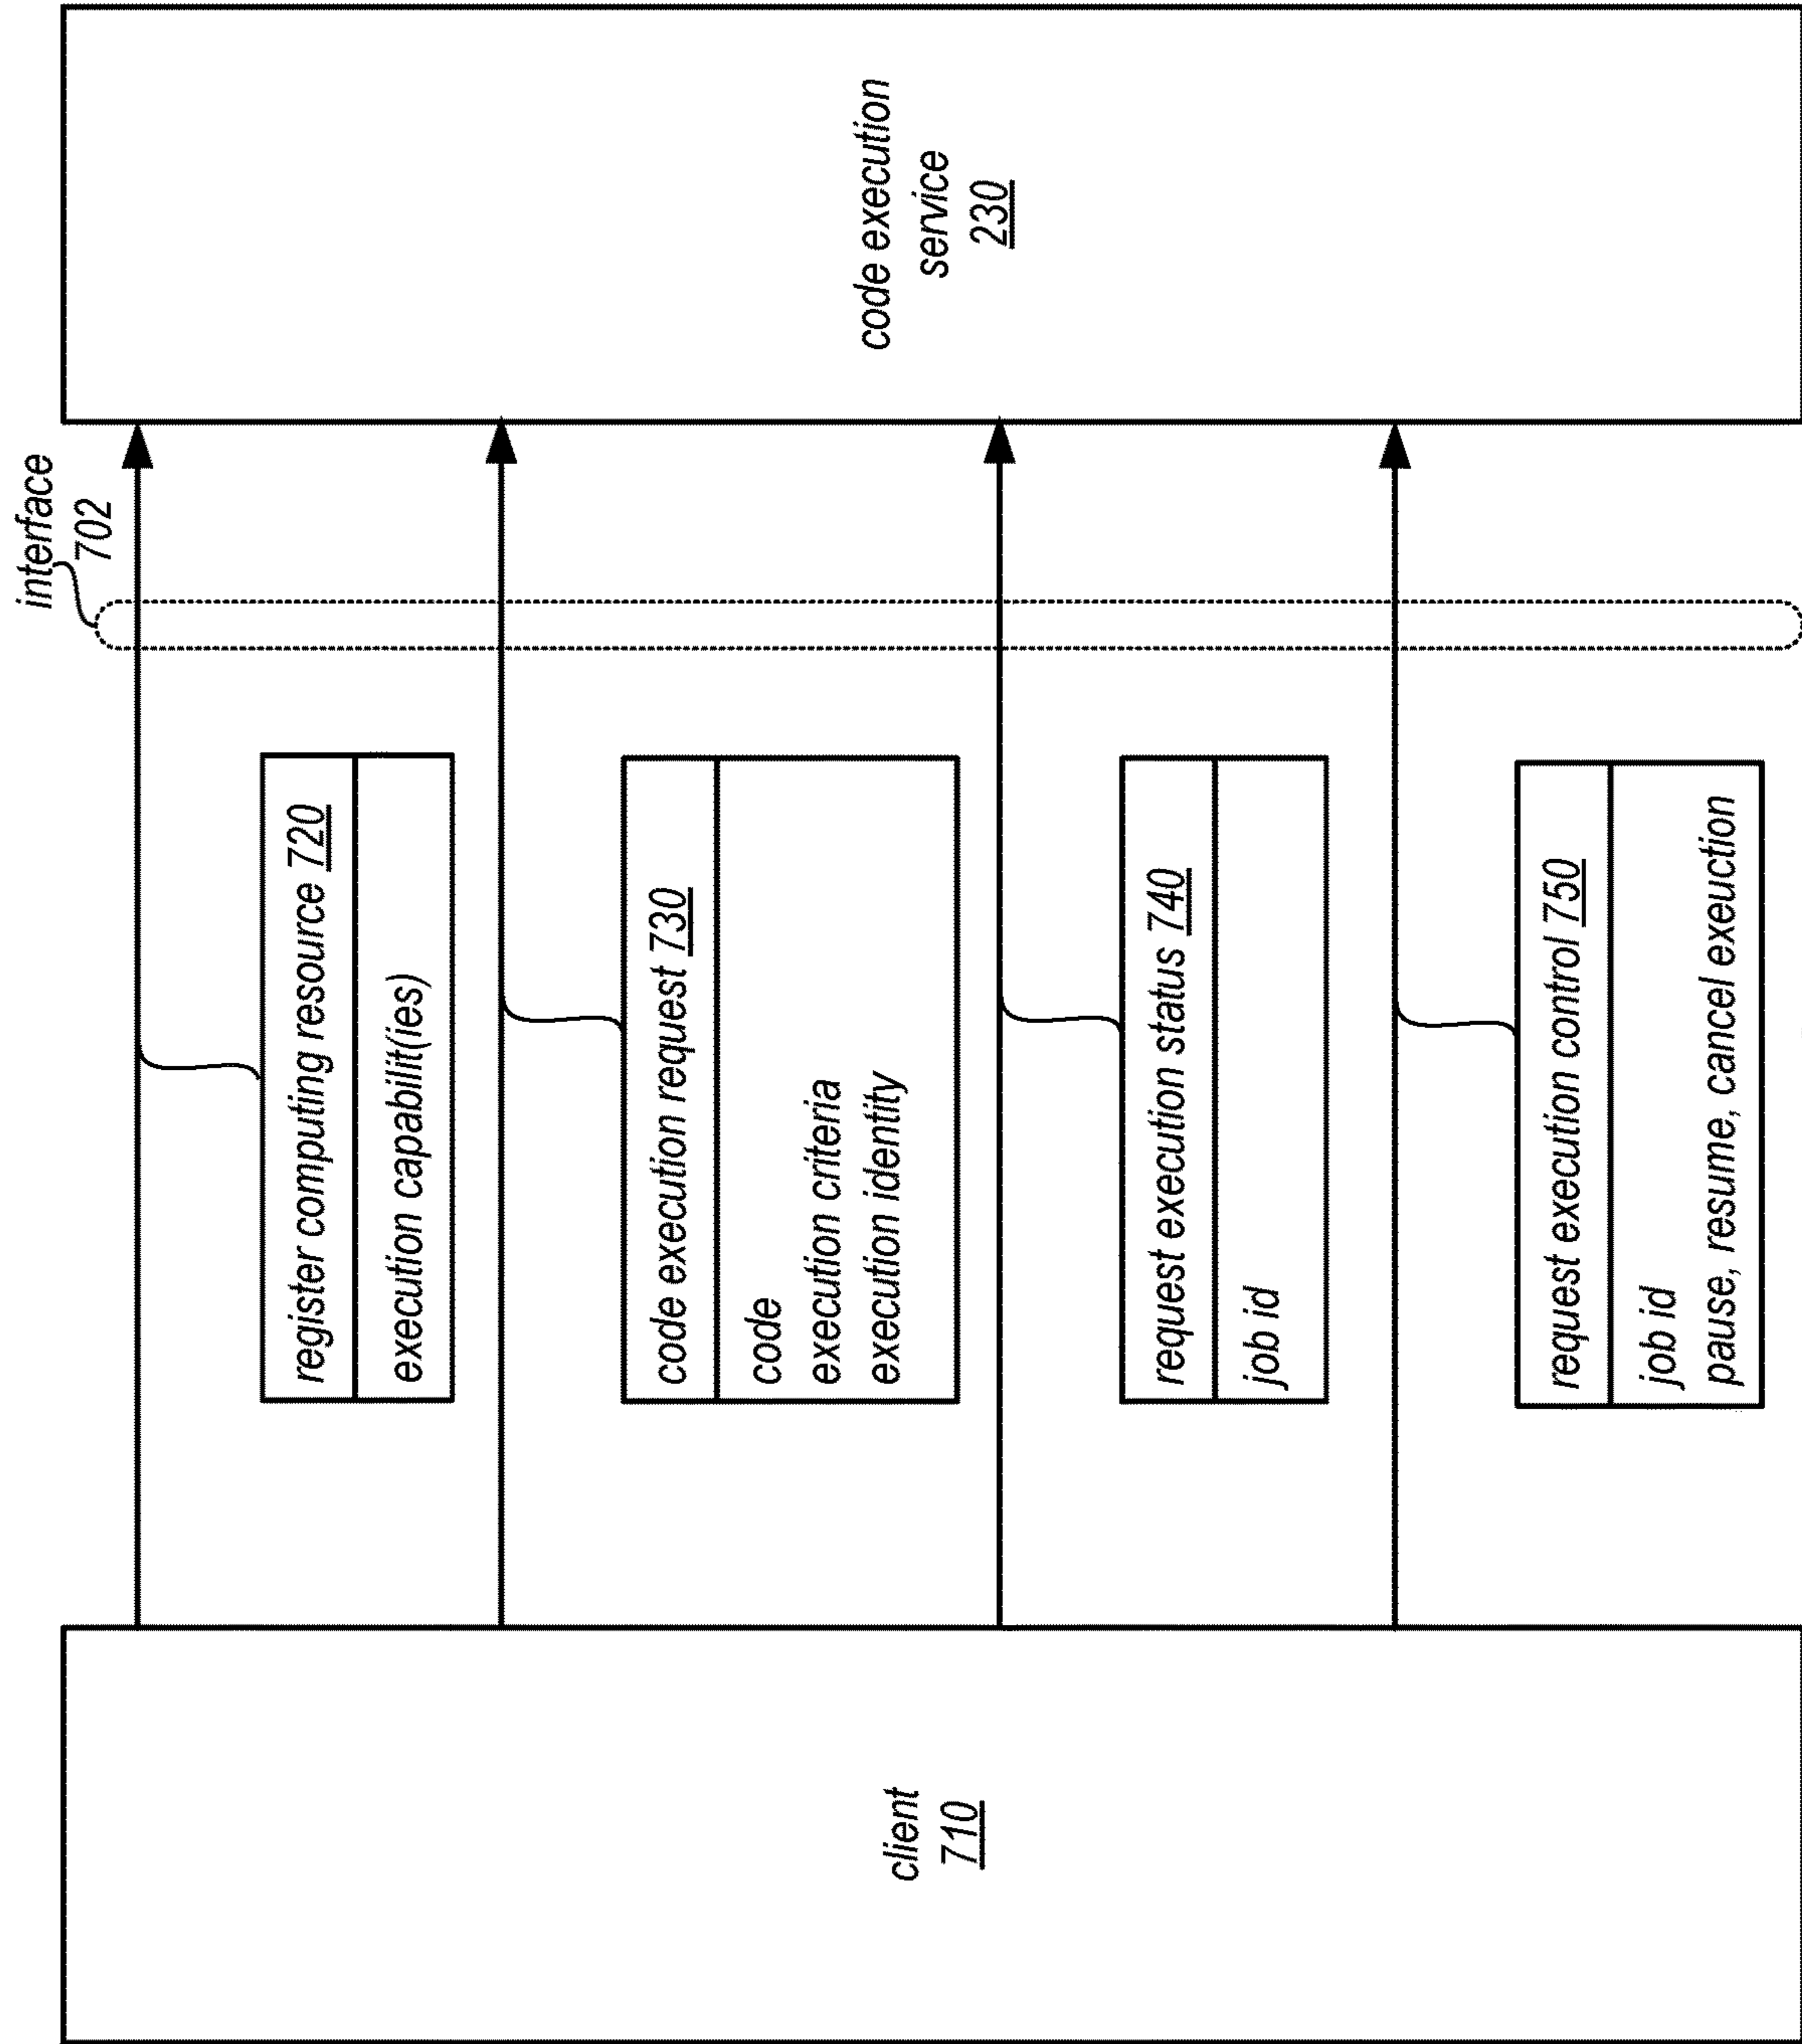 interface
702
client
710
register computing resource 720
execution capabilit(ies)
code execution request 730
code
execution criteria
execution identity
request execution status 740
job id
request execution control 750
job id
pause, resume, cancel exeuction
code execution
service
230